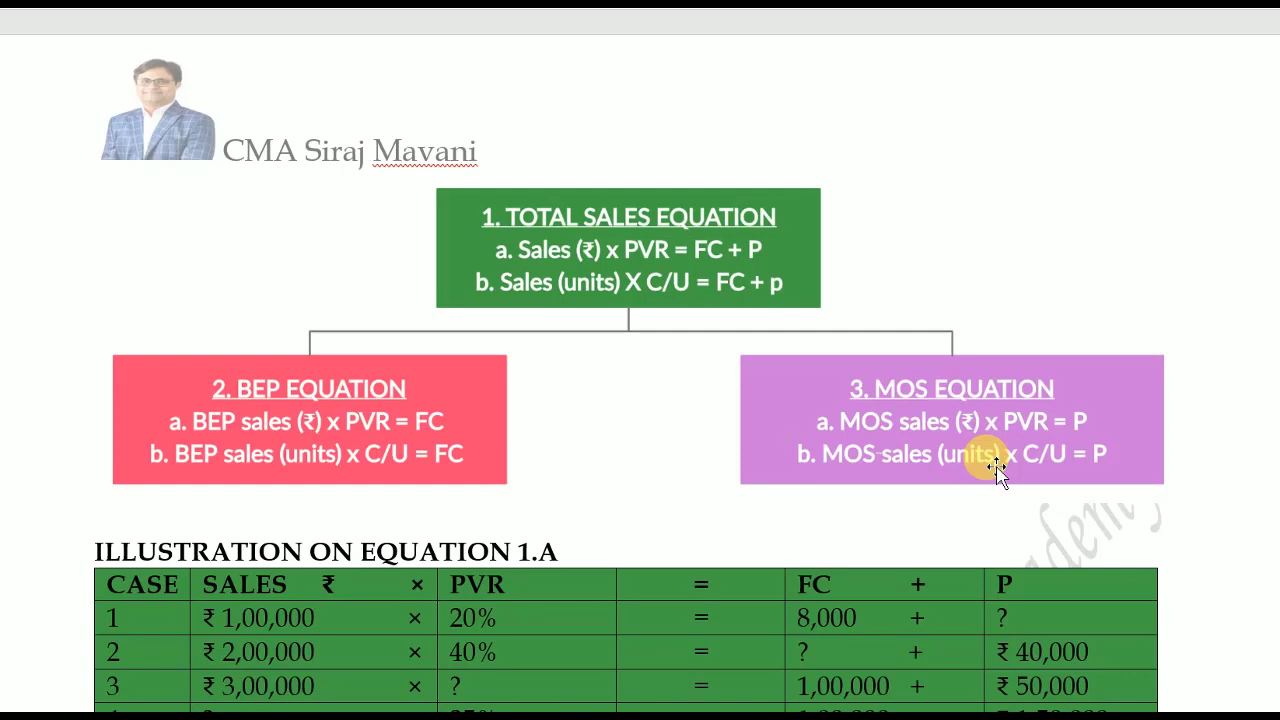 CMA Siraj Mavani
1. TOTAL SALES EQUATION
a. Sales (₹) x PVR = FC + P
b. Sales (units) X C/U = FC + p
2. BEP EQUATION
a. BEP sales (₹) x PVR = FC
b. BEP sales (units) x C/U = FC
3. MOS EQUATION
a. MOS sales (₹) x PVR = P
b. MOS sales (units) x C/U = P
ILLUSTRATION ON EQUATION 1.A
CASE SALES ₹ × PVR = FC + P
1 ₹ 1,00,000 × 20% = 8,000 + ?
2 ₹ 2,00,000 × 40% = ? + ₹ 40,000
3 ₹ 3,00,000 × ? = 1,00,000 + ₹ 50,000